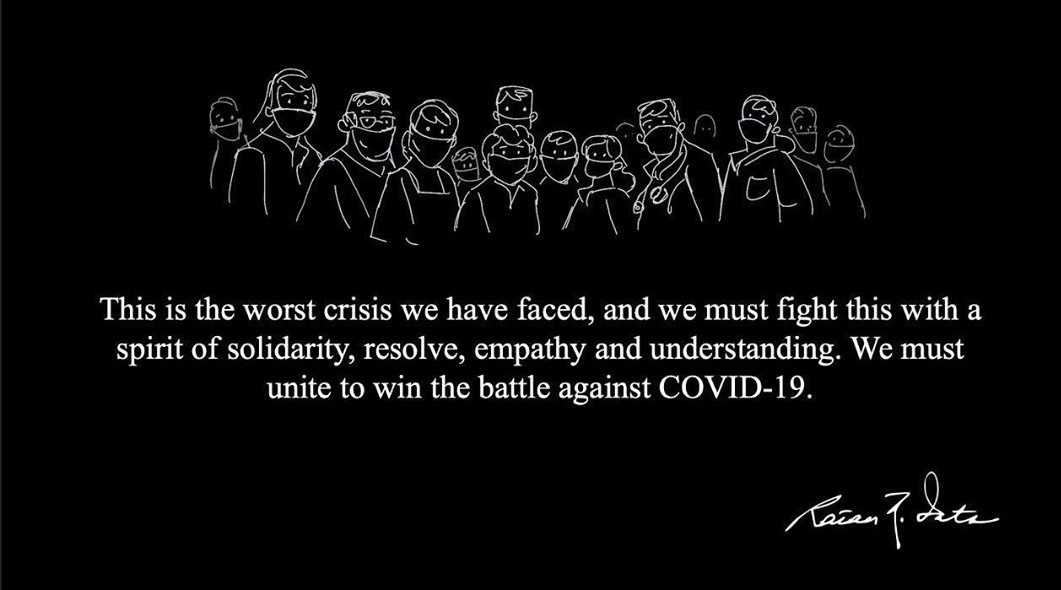 This is the worst crisis we have faced, and we must fight this with a
spirit of solidarity, resolve, empathy and understanding. We must
unite to win the battle against COVID-19.